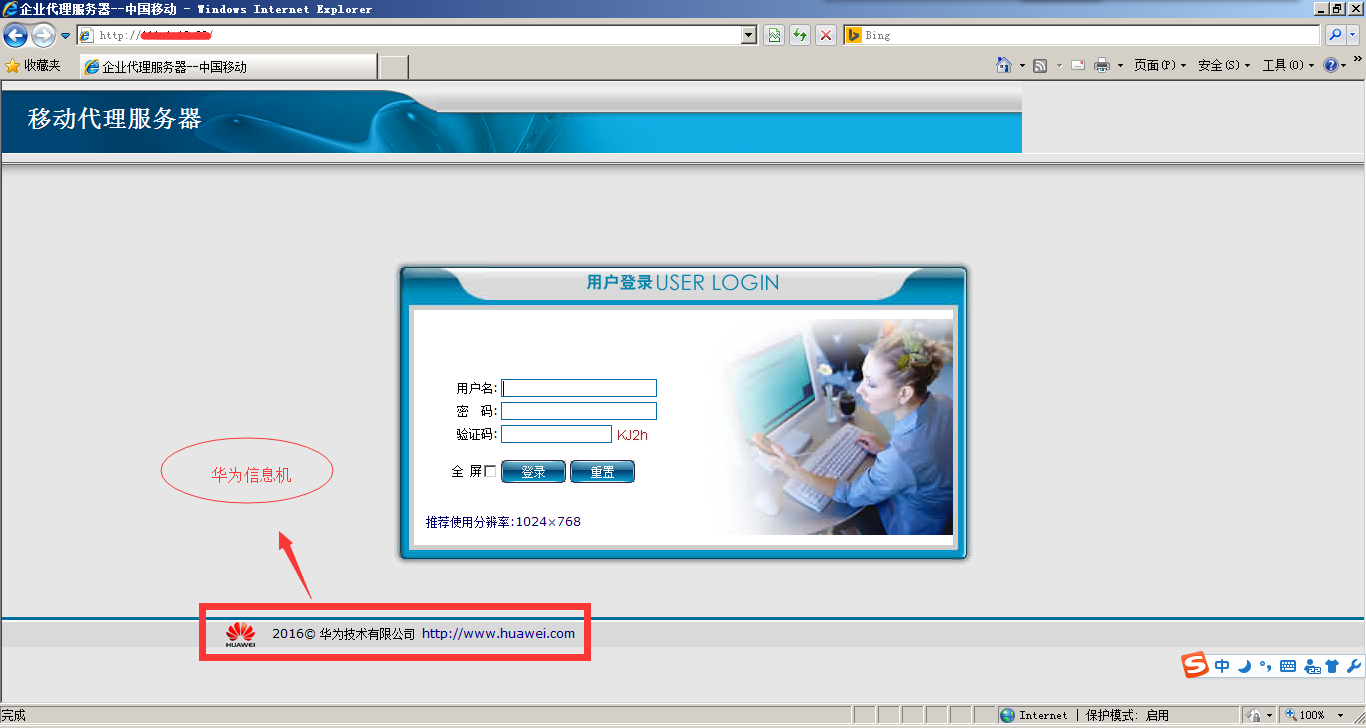 企业代理服务器--中国移动 - Windows Internet Explorer
http://
Bing
收藏夹
企业代理服务器--中国移动
页面(P)
安全(S)
工具(O)
移动代理服务器
用户登录USER LOGIN
用户名:
密 码:
验证码:
KJ2h
全 屏
登录
重置
推荐使用分辨率:1024×768
华为信息机
HUAWEI
2016© 华为技术有限公司 http://www.huawei.com
中
完成
Internet | 保护模式: 启用
100%